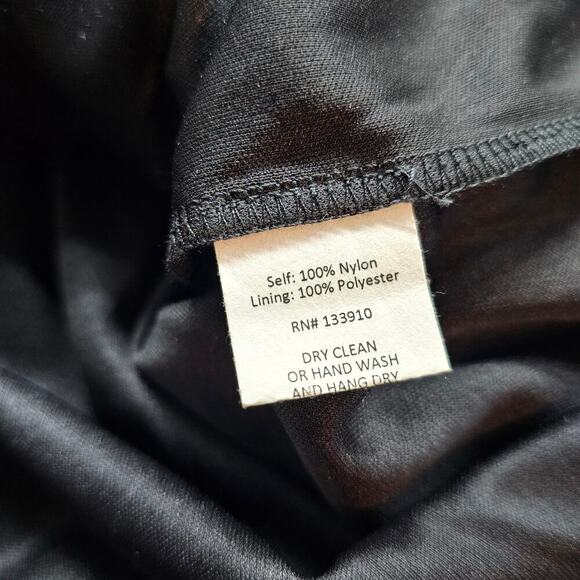 Self: 100% Nylon
Lining: 100% Polyester
RN# 133910
DRY CLEAN
OR HAND WASH
AND HANG DRY